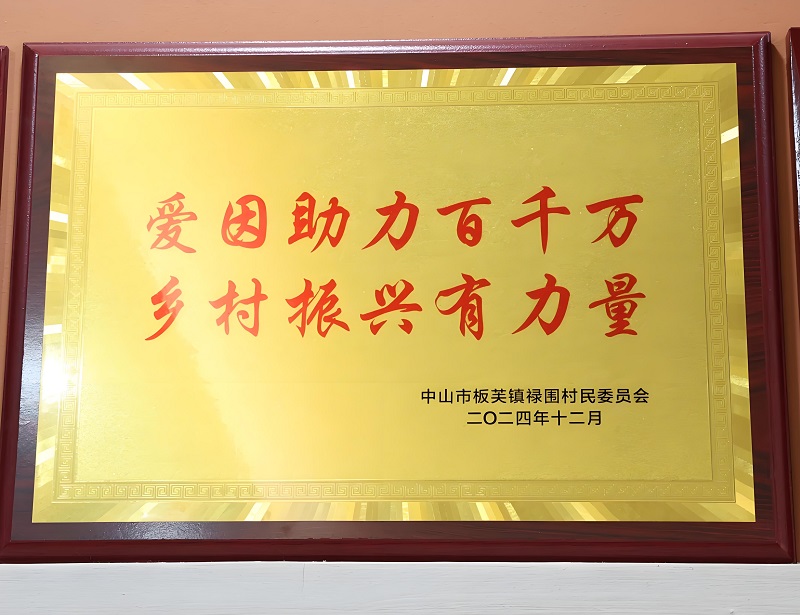 爱因助力百千万
乡村振兴有力量
中山市板芙镇禄围村民委员会
二〇二四年十二月